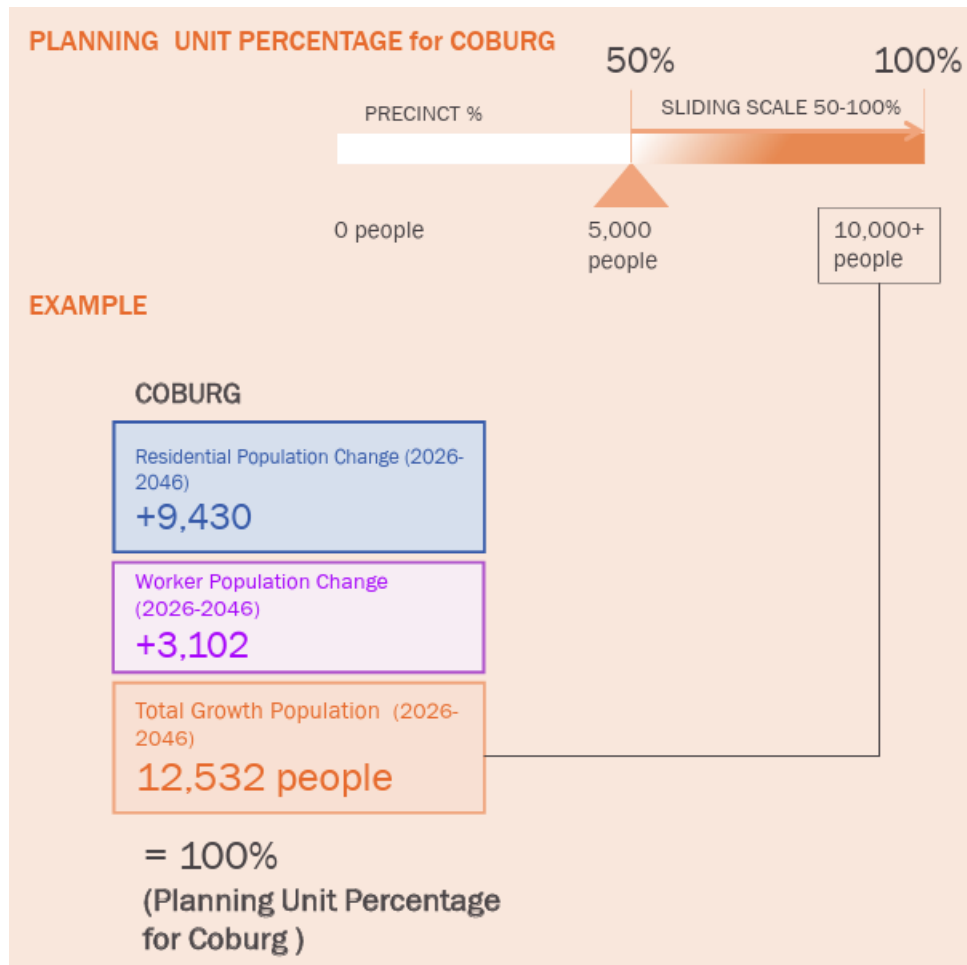 PLANNING UNIT PERCENTAGE for COBURG
50%
100%
PRECINCT %
SLIDING SCALE 50-100%
0 people
5,000
people
10,000+
people
EXAMPLE
COBURG
Residential Population Change (2026-
2046)
+9,430
Worker Population Change
(2026-2046)
+3,102
Total Growth Population (2026-
2046)
12,532 people
= 100%
(Planning Unit Percentage
for Coburg )